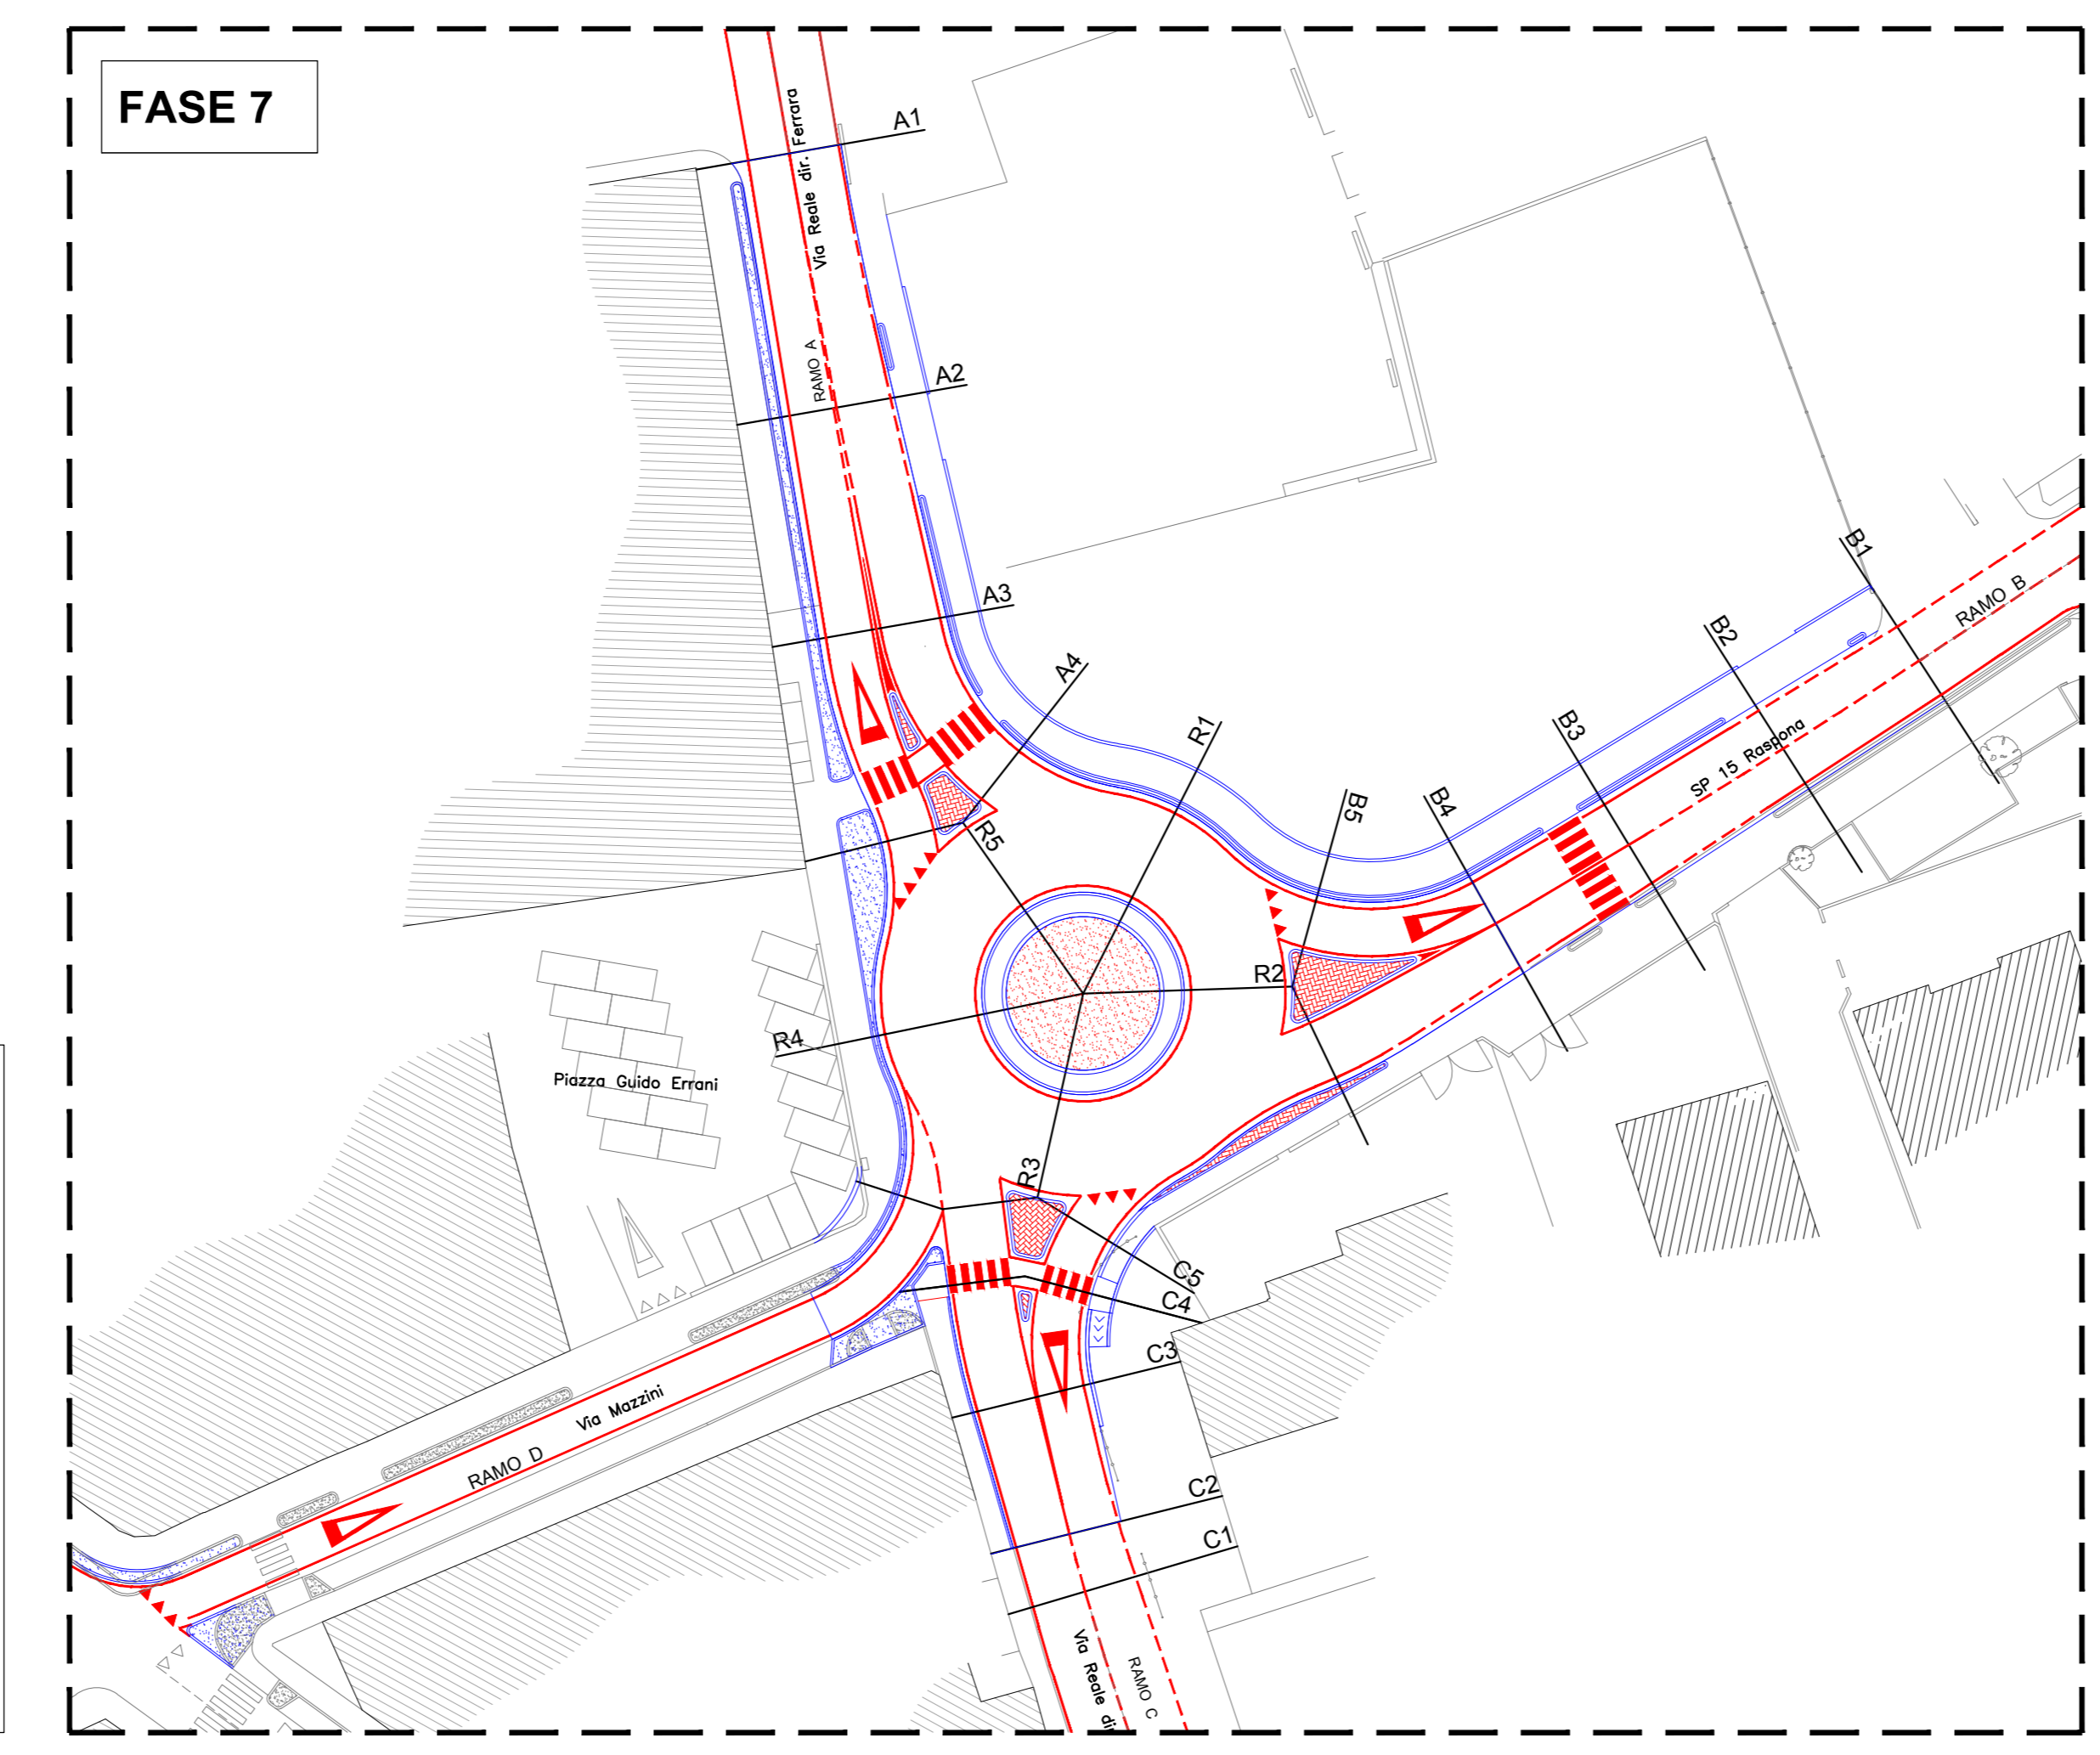 FASE 7
A1
Via Reale dir. Ferrara
RAMO A
A2
A3
A4
R1
B1
RAMO B
B2
B3
SP 15 Raspona
B4
B5
R5
R2
R4
Piazza Guido Errani
R3
C5
C4
C3
Via Mazzini
RAMO D
C2
C1
Via Reale
RAMO C